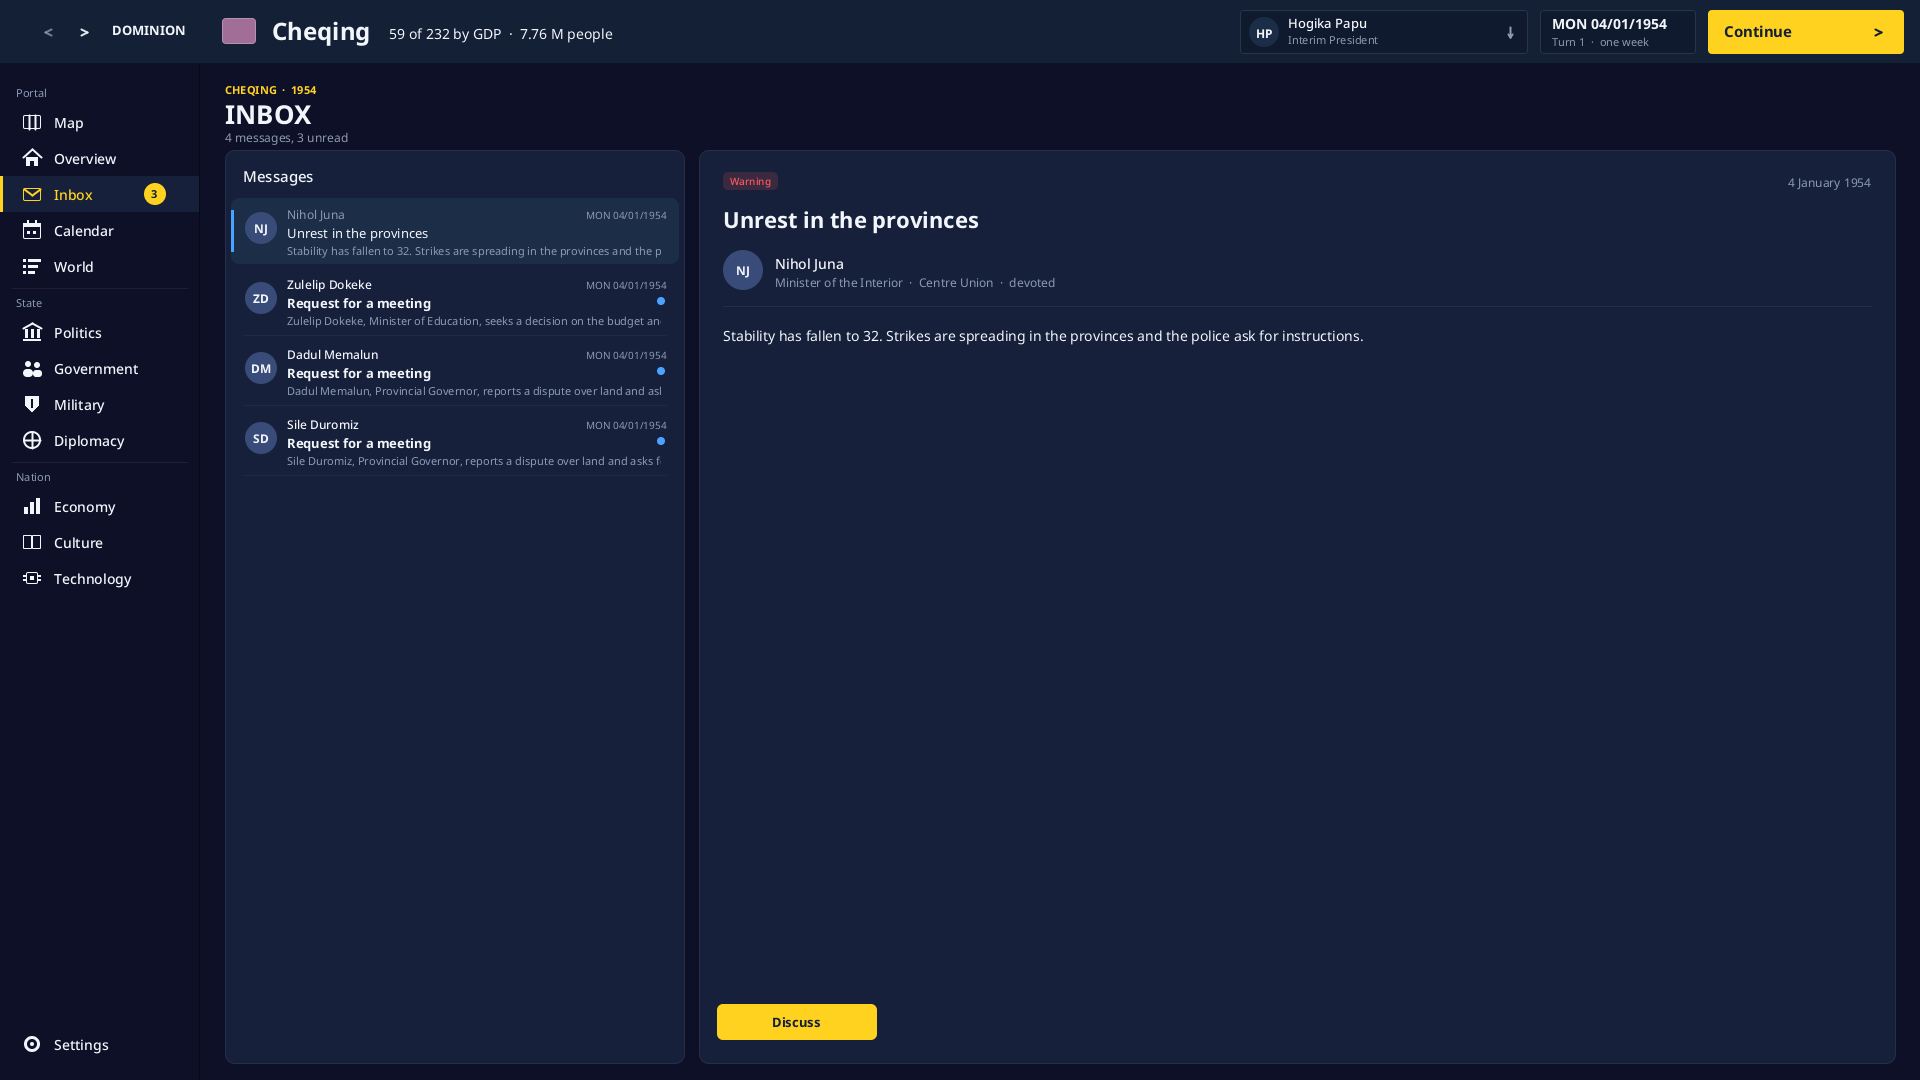 < > DOMINION
Cheqing 59 of 232 by GDP · 7.76 M people
HP Hogika Papu
Interim President
MON 04/01/1954
Turn 1 · one week
Continue >
Portal
Map
Overview
Inbox 3
Calendar
World
State
Politics
Government
Military
Diplomacy
Nation
Economy
Culture
Technology
Settings
CHEQING · 1954
INBOX
4 messages, 3 unread
Messages
NJ Nihol Juna MON 04/01/1954
Unrest in the provinces
Stability has fallen to 32. Strikes are spreading in the provinces and the p
ZD Zulelip Dokeke MON 04/01/1954
Request for a meeting
Zulelip Dokeke, Minister of Education, seeks a decision on the budget an
DM Dadul Memalun MON 04/01/1954
Request for a meeting
Dadul Memalun, Provincial Governor, reports a dispute over land and asl
SD Sile Duromiz MON 04/01/1954
Request for a meeting
Sile Duromiz, Provincial Governor, reports a dispute over land and asks f
Warning 4 January 1954
Unrest in the provinces
NJ Nihol Juna
Minister of the Interior · Centre Union · devoted
Stability has fallen to 32. Strikes are spreading in the provinces and the police ask for instructions.
Discuss